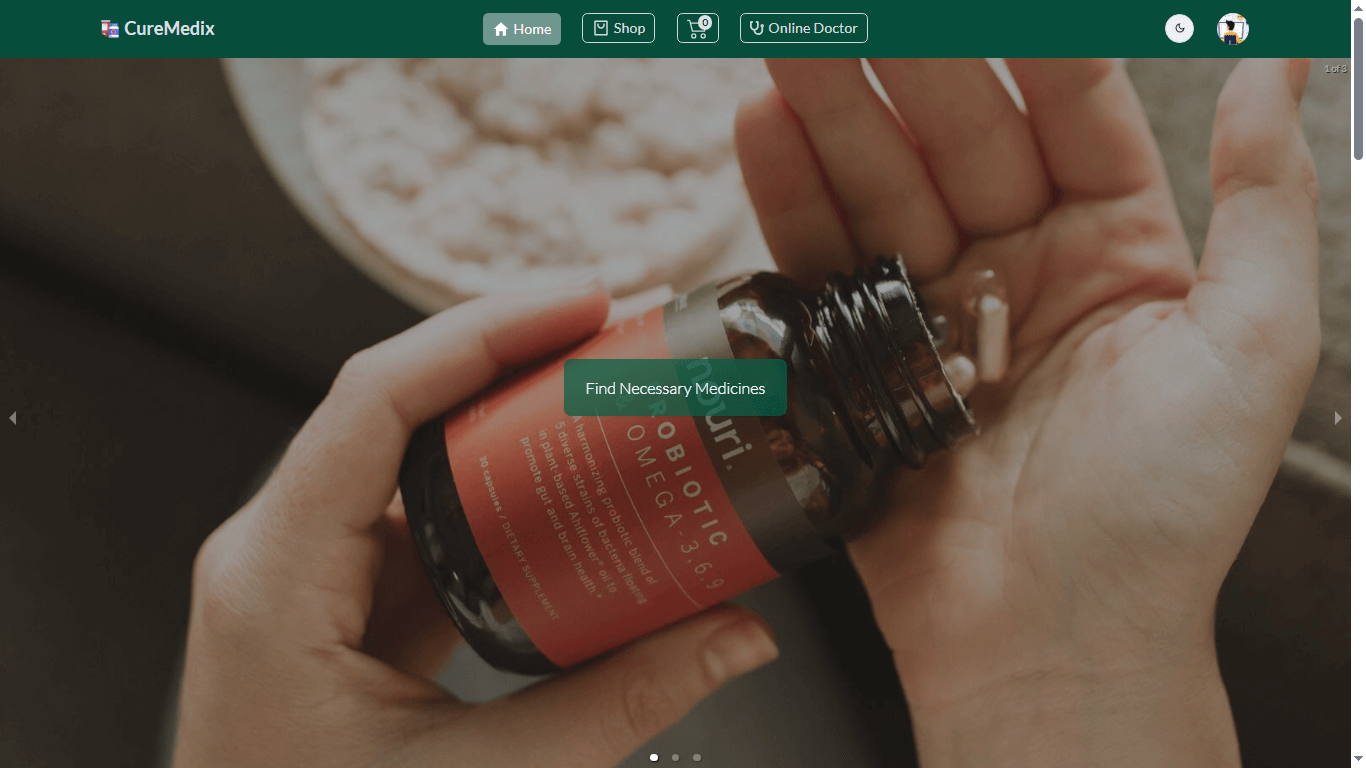 CureMedix
Home
Shop
0
Online Doctor
1 of 3
Find Necessary Medicines
nouri.
ROBIOTIC
&
OMEGA-3.6.9
A harmonizing probiotic blend of
5 diverse strains of bacteria floating
in plant-based Ahiflower® oil to
promote gut and brain health.*
30 capsules / DIETARY SUPPLEMENT